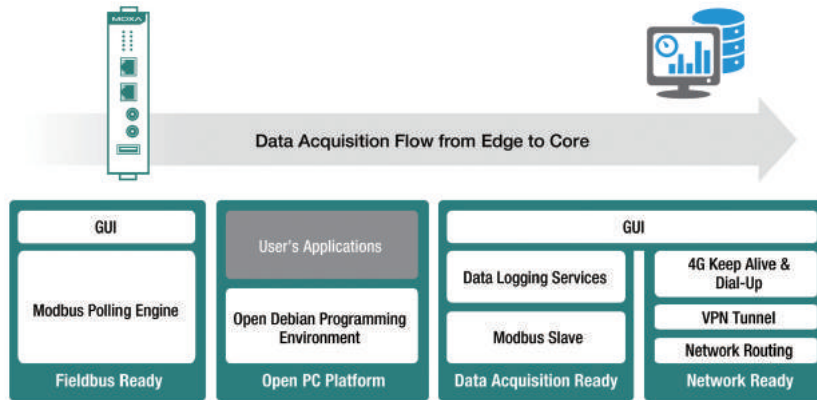 MOXA
Data Acquisition Flow from Edge to Core
GUI
Modbus Polling Engine
Fieldbus Ready
User's Applications
Open Debian Programming
Environment
Open PC Platform
GUI
Data Logging Services
Modbus Slave
Data Acquisition Ready
4G Keep Alive &
Dial-Up
VPN Tunnel
Network Routing
Network Ready